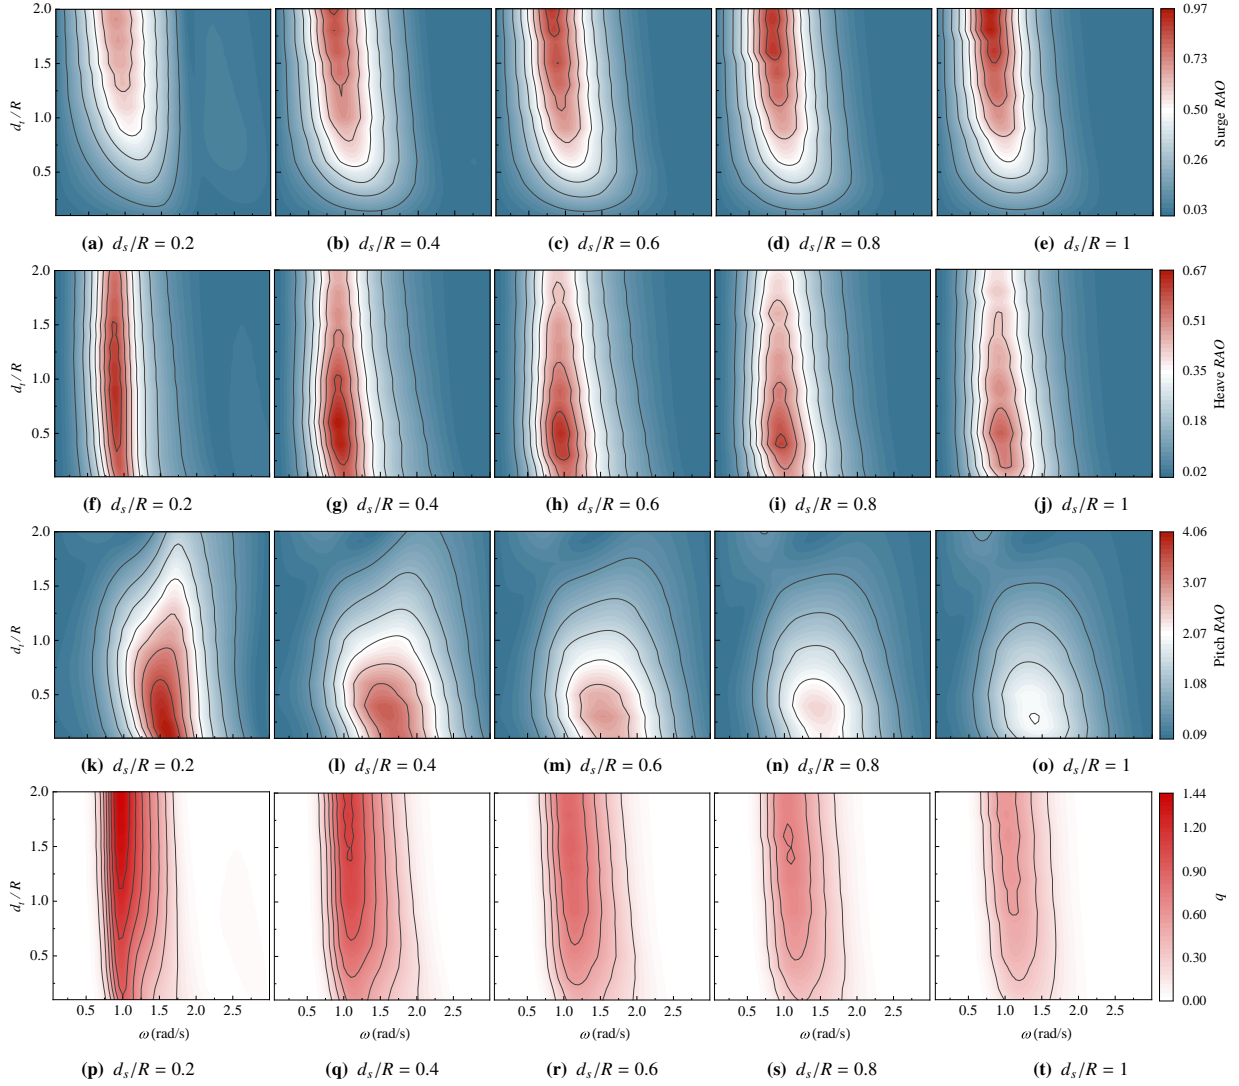 2.0
1.5
1.0
0.5
d_t/R
0.97
0.73
0.50
0.26
0.03
Surge RAO
(a) d_s/R = 0.2
(b) d_s/R = 0.4
(c) d_s/R = 0.6
(d) d_s/R = 0.8
(e) d_s/R = 1
2.0
1.5
1.0
0.5
d_t/R
0.67
0.51
0.35
0.18
0.02
Heave RAO
(f) d_s/R = 0.2
(g) d_s/R = 0.4
(h) d_s/R = 0.6
(i) d_s/R = 0.8
(j) d_s/R = 1
2.0
1.5
1.0
0.5
d_t/R
4.06
3.07
2.07
1.08
0.09
Pitch RAO
(k) d_s/R = 0.2
(l) d_s/R = 0.4
(m) d_s/R = 0.6
(n) d_s/R = 0.8
(o) d_s/R = 1
2.0
1.5
1.0
0.5
d_t/R
1.44
1.20
0.90
0.60
0.30
0.00
q
0.5 1.0 1.5 2.0 2.5
0.5 1.0 1.5 2.0 2.5
0.5 1.0 1.5 2.0 2.5
0.5 1.0 1.5 2.0 2.5
0.5 1.0 1.5 2.0 2.5
ω (rad/s)
ω (rad/s)
ω (rad/s)
ω (rad/s)
ω (rad/s)
(p) d_s/R = 0.2
(q) d_s/R = 0.4
(r) d_s/R = 0.6
(s) d_s/R = 0.8
(t) d_s/R = 1